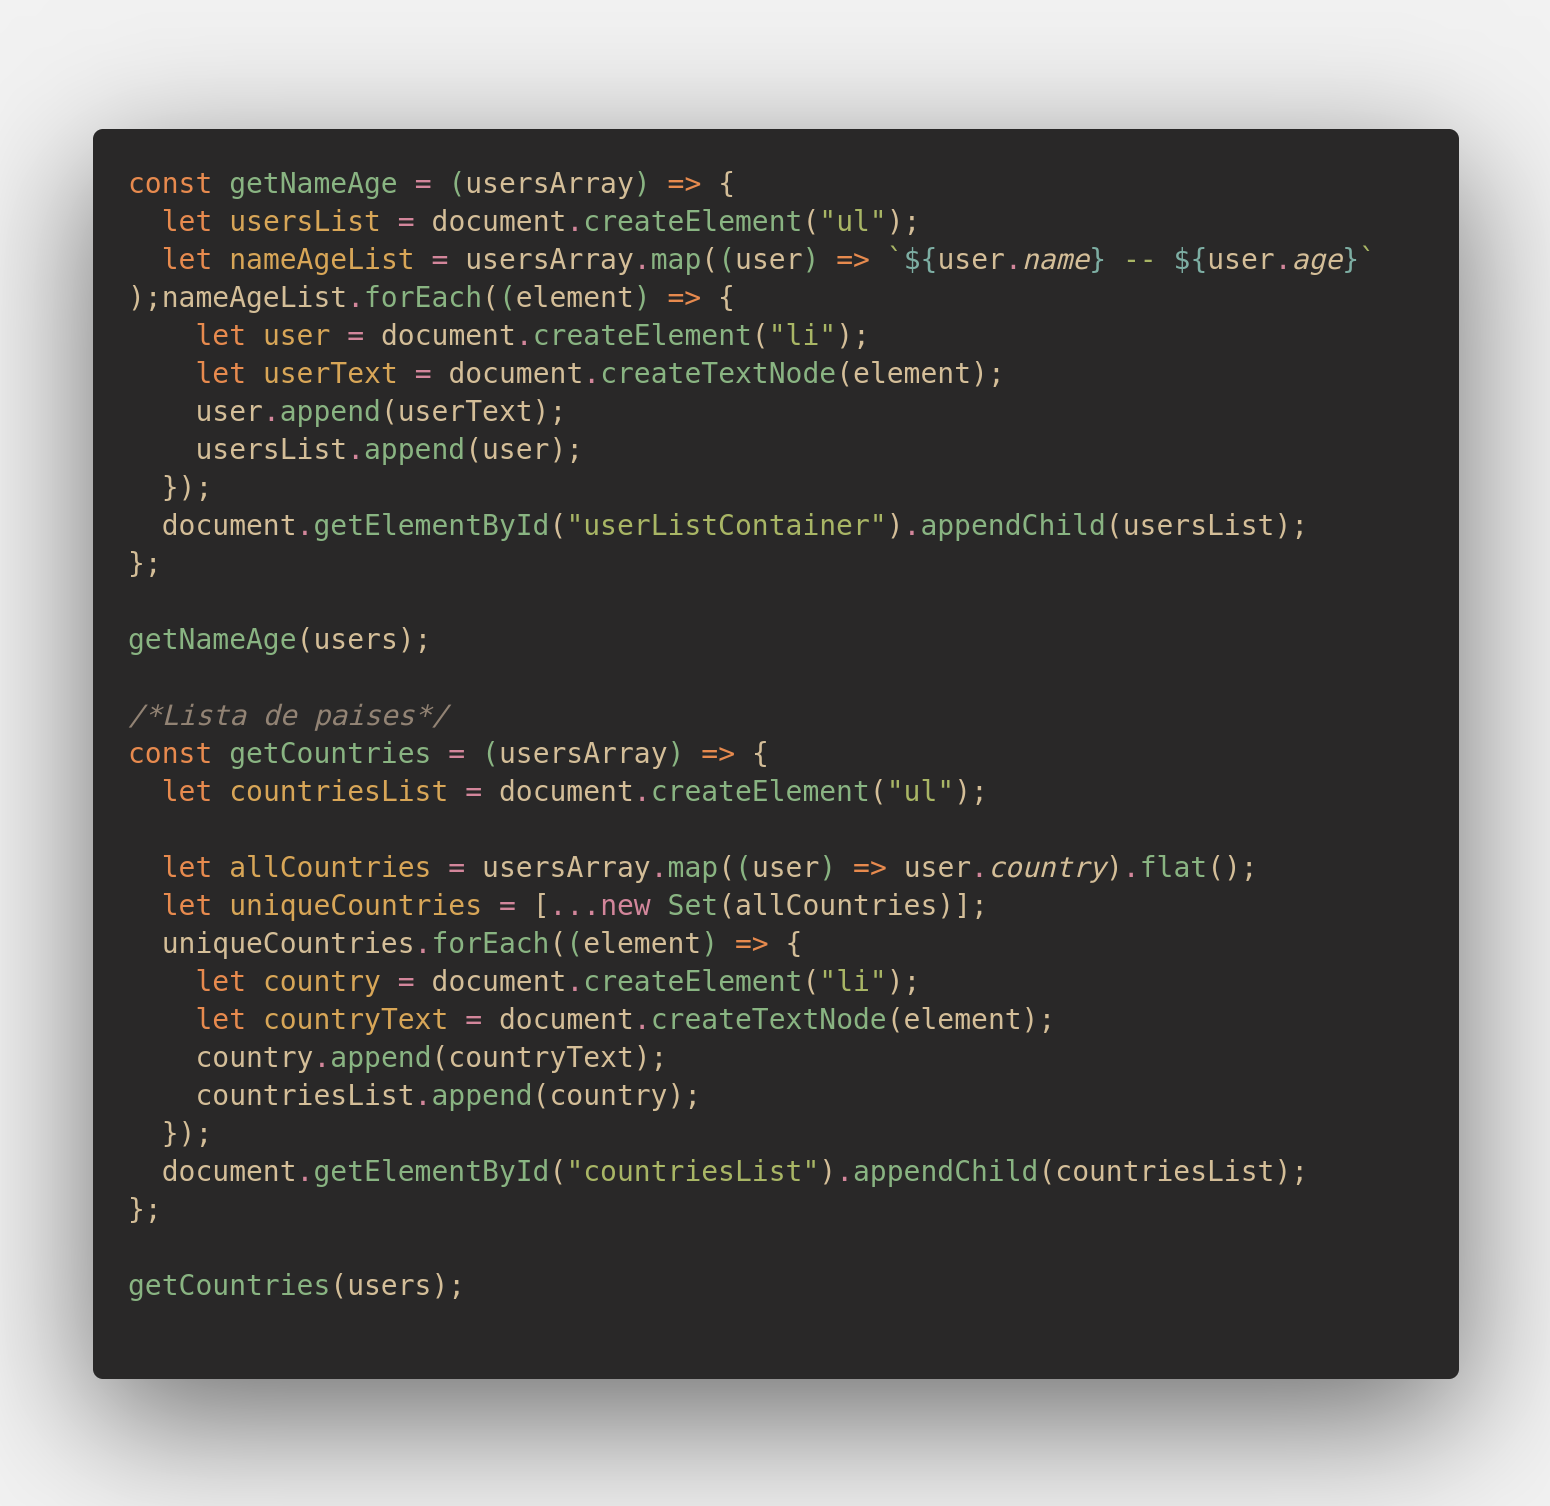 const getNameAge = (usersArray) => {
  let usersList = document.createElement("ul");
  let nameAgeList = usersArray.map((user) => `${user.name} -- ${user.age}`
);nameAgeList.forEach((element) => {
    let user = document.createElement("li");
    let userText = document.createTextNode(element);
    user.append(userText);
    usersList.append(user);
  });
  document.getElementById("userListContainer").appendChild(usersList);
};

getNameAge(users);

/*Lista de paises*/
const getCountries = (usersArray) => {
  let countriesList = document.createElement("ul");

  let allCountries = usersArray.map((user) => user.country).flat();
  let uniqueCountries = [...new Set(allCountries)];
  uniqueCountries.forEach((element) => {
    let country = document.createElement("li");
    let countryText = document.createTextNode(element);
    country.append(countryText);
    countriesList.append(country);
  });
  document.getElementById("countriesList").appendChild(countriesList);
};

getCountries(users);